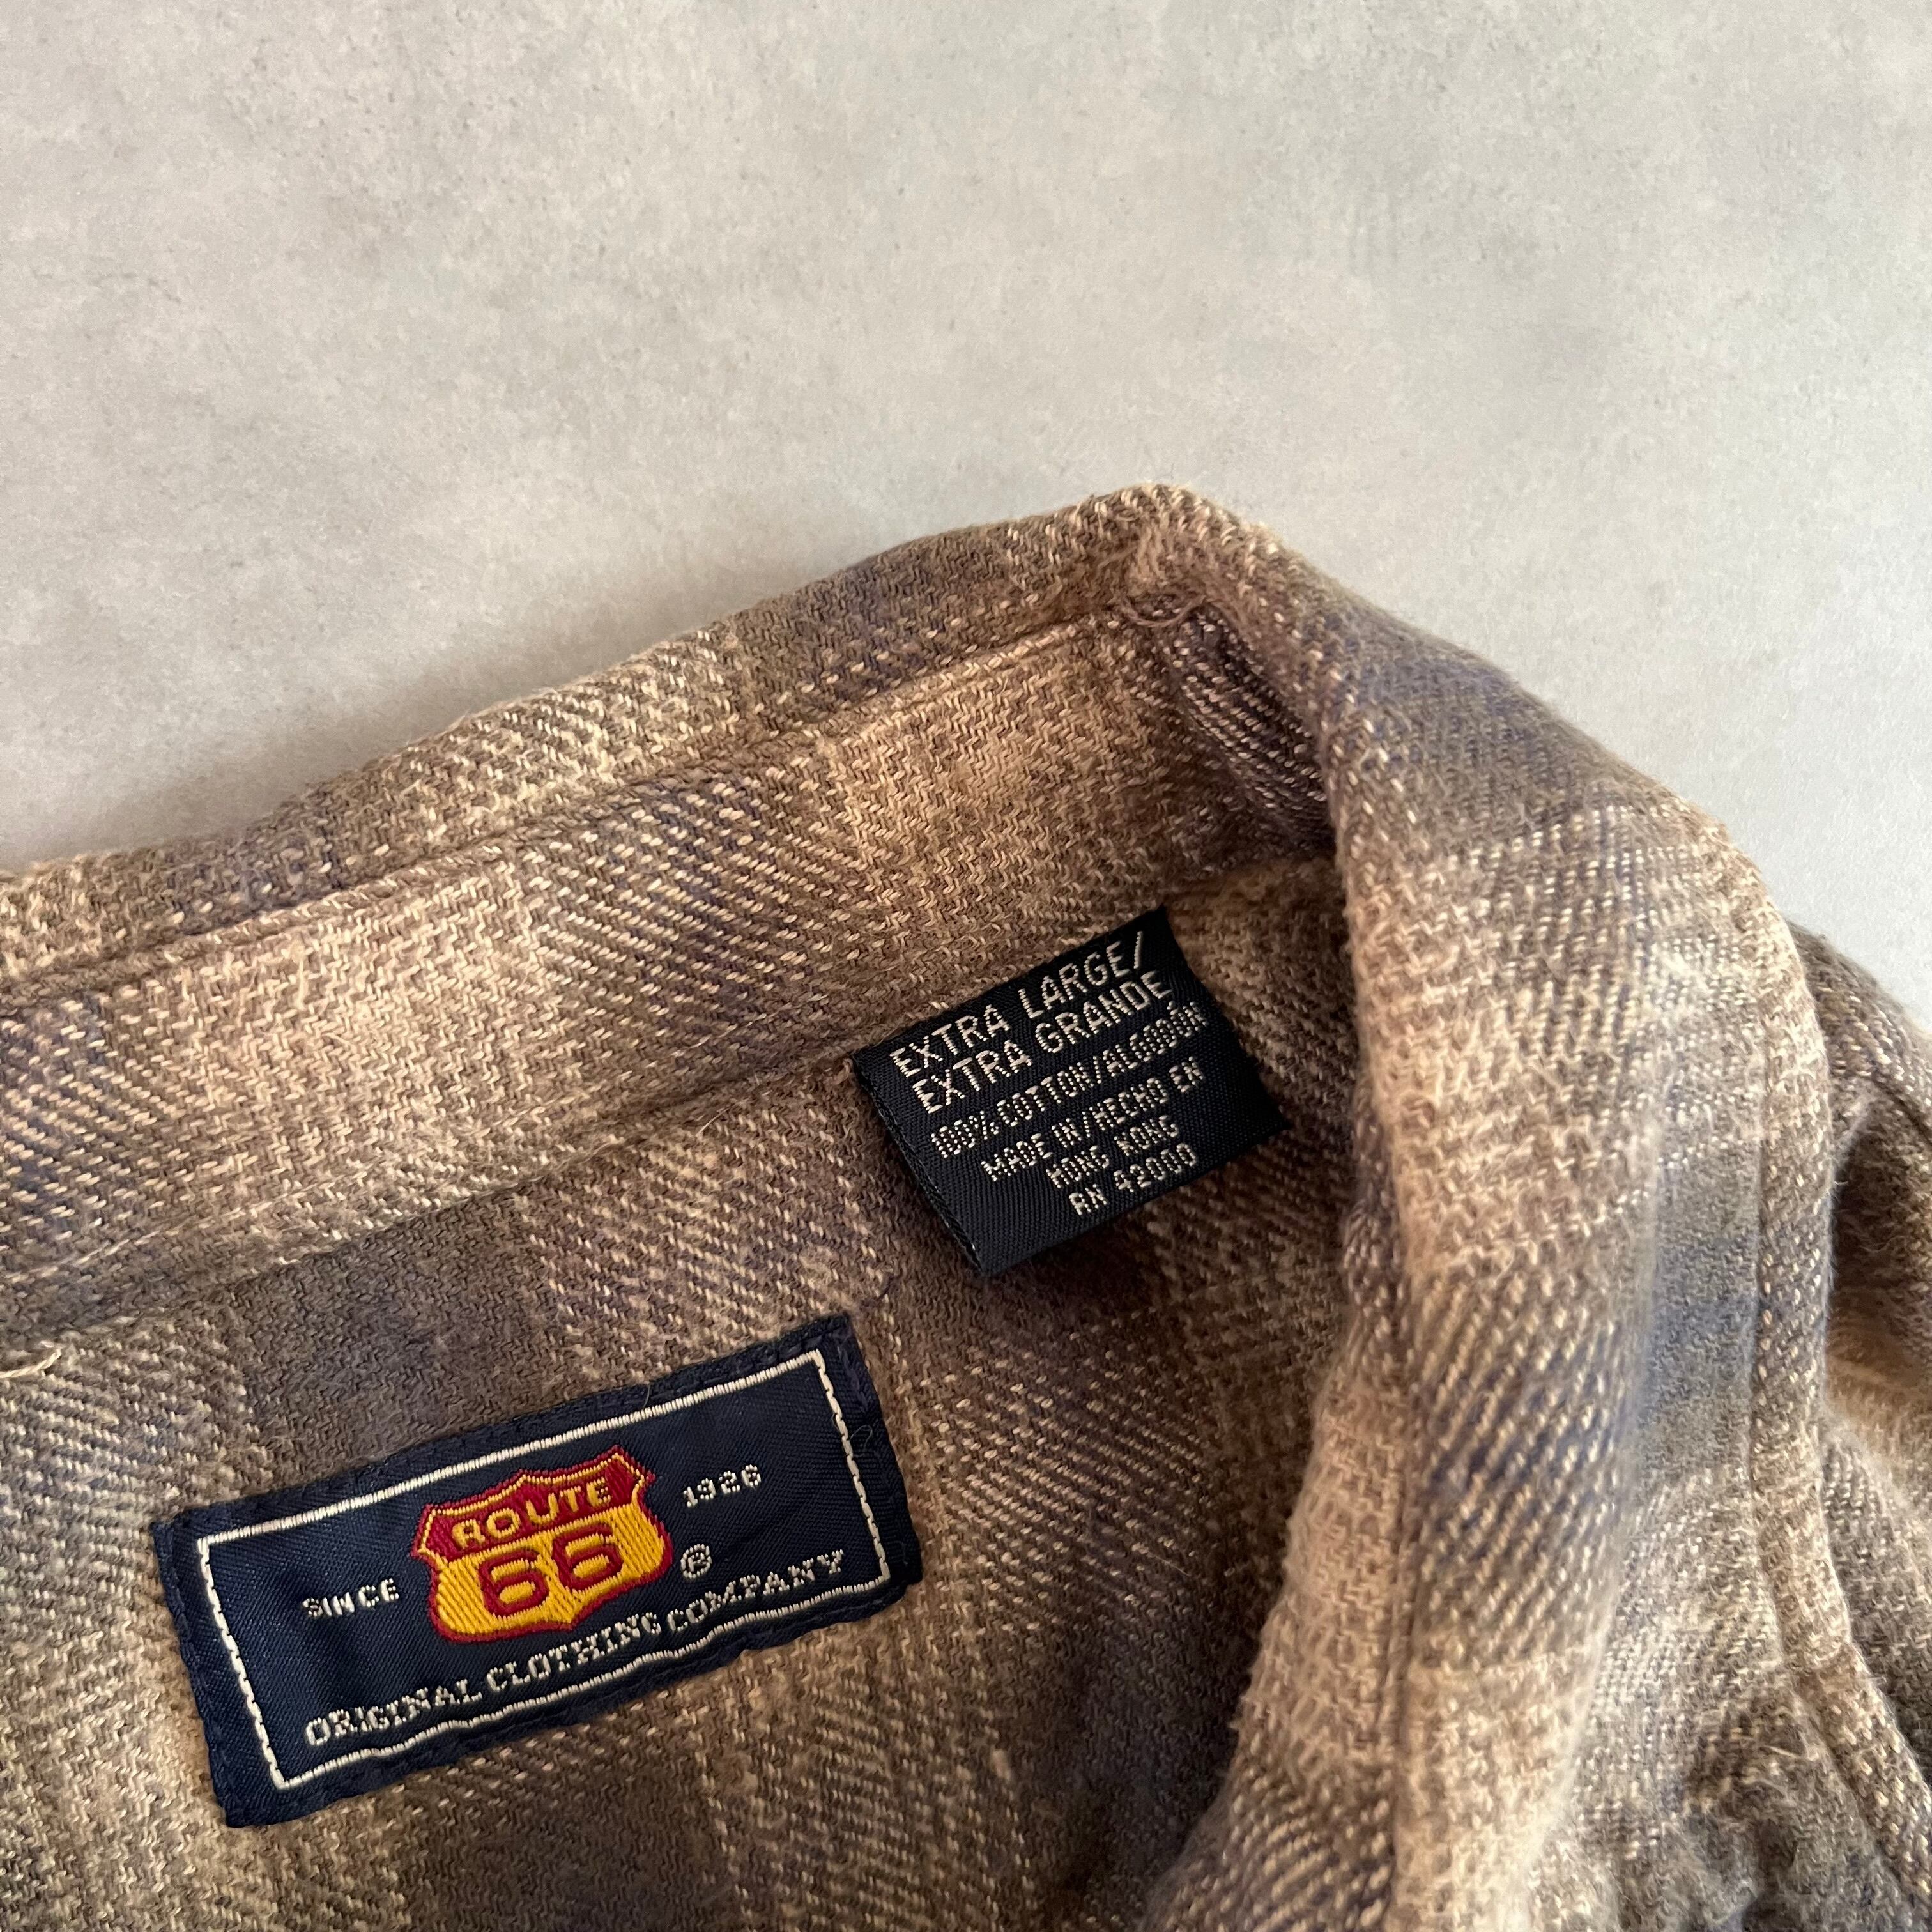 EXTRA LARGE/
EXTRA GRANDE
100% COTTON/ALGODON
MADE IN/HECHO EN
HONG KONG
RN 42000
ROUTE
66
SINCE 1926
®
ORIGINAL CLOTHING COMPANY